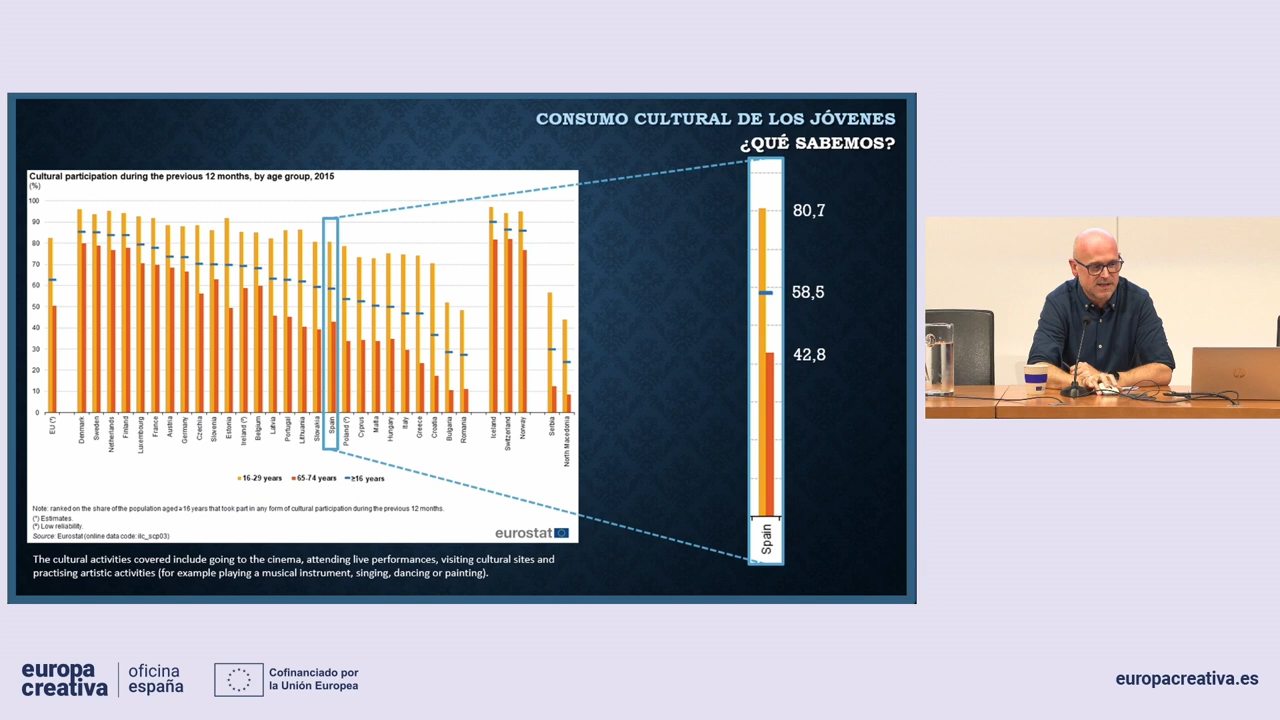 CONSUMO CULTURAL DE LOS JÓVENES
¿QUÉ SABEMOS?
Cultural participation during the previous 12 months, by age group, 2015
(%)
100
90
80
70
60
50
40
30
20
10
0
EU (¹)
Denmark
Sweden
Netherlands
Finland
Luxembourg
France
Austria
Germany
Czechia
Slovenia
Estonia
Ireland (²)
Belgium
Latvia
Portugal
Lithuania
Slovakia
Spain
Poland (²)
Cyprus
Malta
Hungary
Italy
Greece
Croatia
Bulgaria
Romania
Iceland
Switzerland
Norway
Serbia
North Macedonia
16-29 years 65-74 years ≥16 years
Note: ranked on the share of the population aged ≥16 years that took part in any form of cultural participation during the previous 12 months.
(¹) Estimates.
(²) Low reliability.
Source: Eurostat (online data code: ilc_scp03)
eurostat
80,7
58,5
42,8
Spain
The cultural activities covered include going to the cinema, attending live performances, visiting cultural sites and
practising artistic activities (for example playing a musical instrument, singing, dancing or painting).
europa
creativa
oficina
españa
Cofinanciado por
la Unión Europea
europacreativa.es